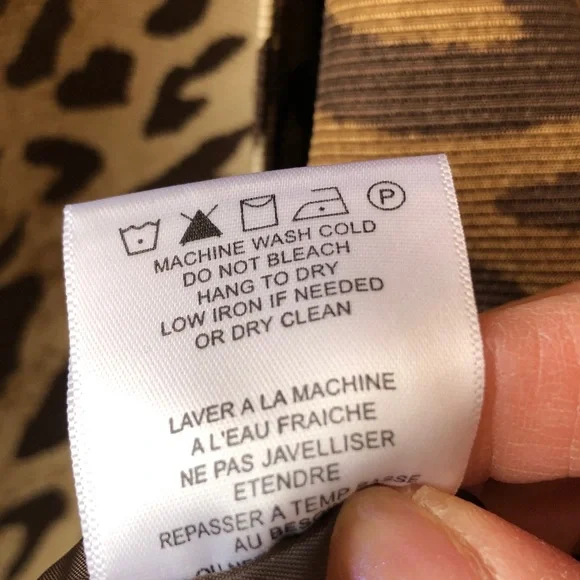 P
MACHINE WASH COLD
DO NOT BLEACH
HANG TO DRY
LOW IRON IF NEEDED
OR DRY CLEAN
LAVER A LA MACHINE
A L'EAU FRAICHE
NE PAS JAVELLISER
ETENDRE
REPASSER A TEMP
AU